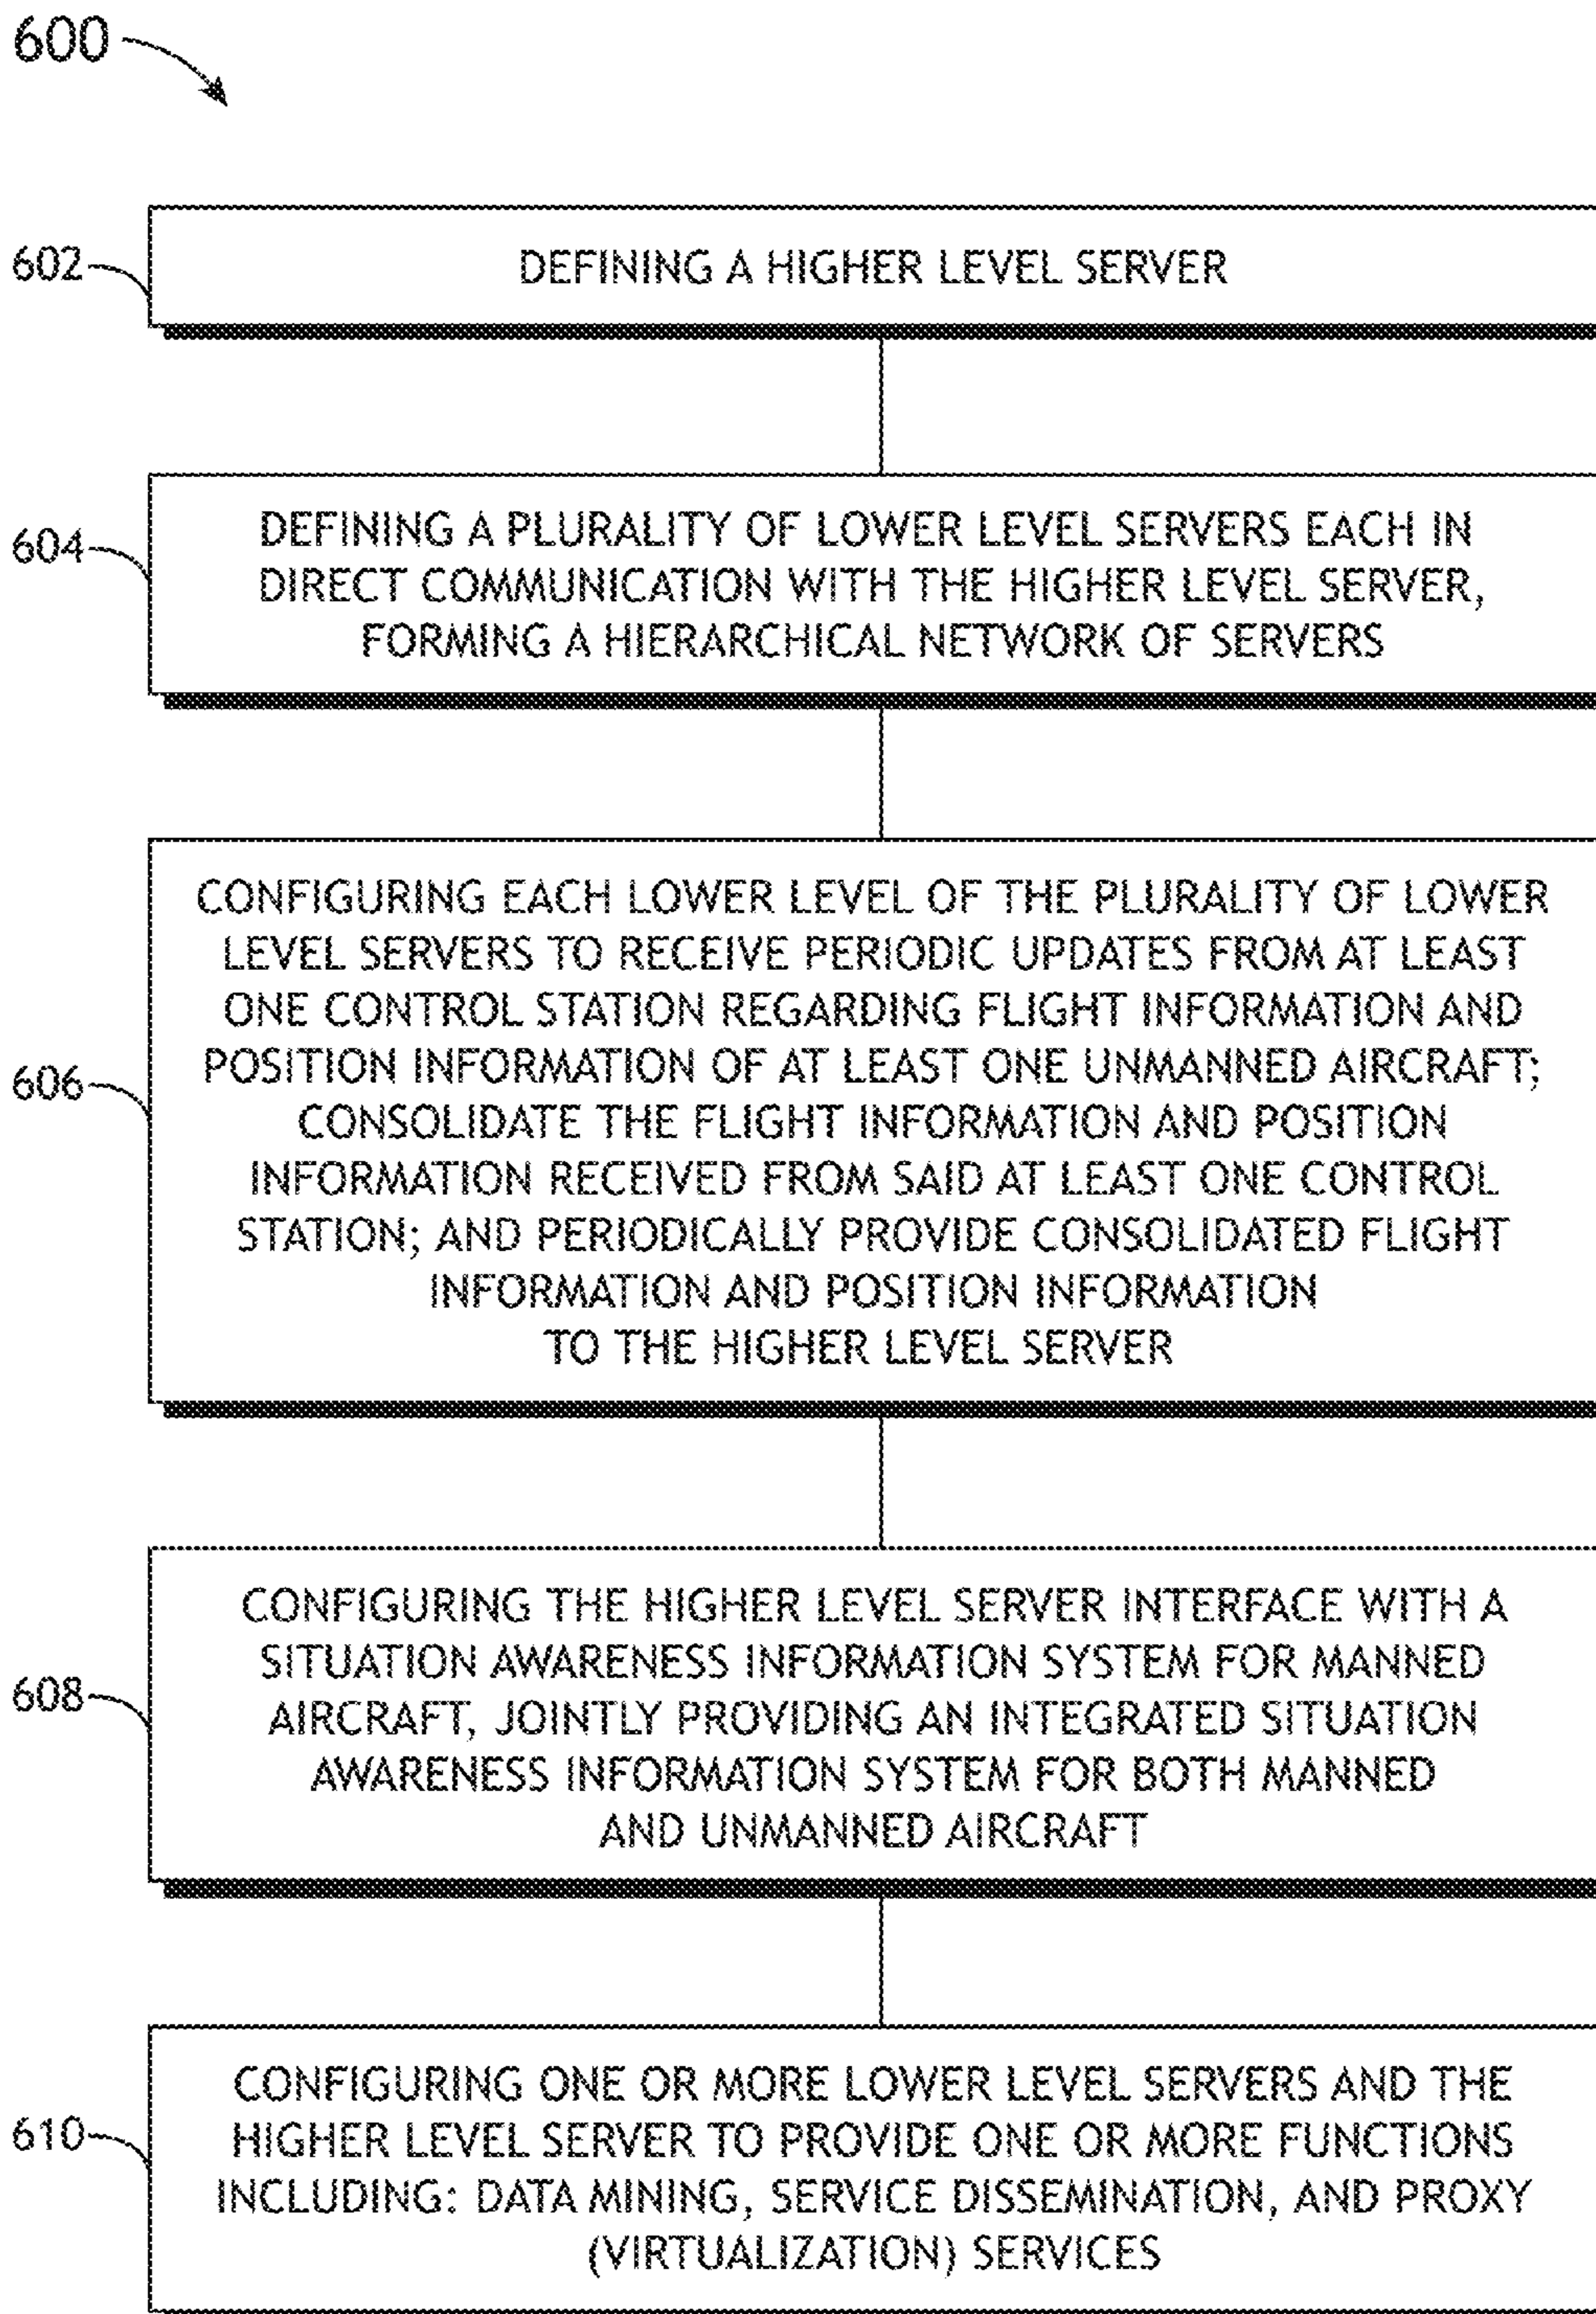 600
602
DEFINING A HIGHER LEVEL SERVER
604
DEFINING A PLURALITY OF LOWER LEVEL SERVERS EACH IN
DIRECT COMMUNICATION WITH THE HIGHER LEVEL SERVER,
FORMING A HIERARCHICAL NETWORK OF SERVERS
606
CONFIGURING EACH LOWER LEVEL OF THE PLURALITY OF LOWER
LEVEL SERVERS TO RECEIVE PERIODIC UPDATES FROM AT LEAST
ONE CONTROL STATION REGARDING FLIGHT INFORMATION AND
POSITION INFORMATION OF AT LEAST ONE UNMANNED AIRCRAFT;
CONSOLIDATE THE FLIGHT INFORMATION AND POSITION
INFORMATION RECEIVED FROM SAID AT LEAST ONE CONTROL
STATION; AND PERIODICALLY PROVIDE CONSOLIDATED FLIGHT
INFORMATION AND POSITION INFORMATION
TO THE HIGHER LEVEL SERVER
608
CONFIGURING THE HIGHER LEVEL SERVER INTERFACE WITH A
SITUATION AWARENESS INFORMATION SYSTEM FOR MANNED
AIRCRAFT, JOINTLY PROVIDING AN INTEGRATED SITUATION
AWARENESS INFORMATION SYSTEM FOR BOTH MANNED
AND UNMANNED AIRCRAFT
610
CONFIGURING ONE OR MORE LOWER LEVEL SERVERS AND THE
HIGHER LEVEL SERVER TO PROVIDE ONE OR MORE FUNCTIONS
INCLUDING: DATA MINING, SERVICE DISSEMINATION, AND PROXY
(VIRTUALIZATION) SERVICES